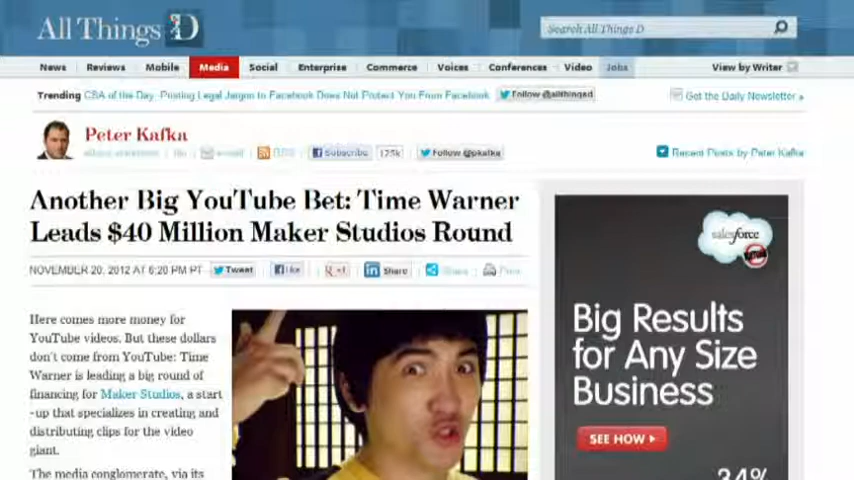 All Things D
Search All Things D
News Reviews Mobile Media Social Enterprise Commerce Voices Conferences Video Jobs View by Writer
Trending CSA of the Day: Posting Legal Jargon to Facebook Does Not Protect You From Facebook Follow @allthingsd Get the Daily Newsletter »
Peter Kafka
RSS Subscribe 125k Follow @pkafka Recent Posts by Peter Kafka
Another Big YouTube Bet: Time Warner
Leads $40 Million Maker Studios Round
NOVEMBER 20, 2012 AT 6:20 PM PT Tweet Like +1 Share Share Print
Here comes more money for
YouTube videos. But these dollars
don't come from YouTube: Time
Warner is leading a big round of
financing for Maker Studios, a start
-up that specializes in creating and
distributing clips for the video
giant.
The media conglomerate, via its
salesforce
Big Results
for Any Size
Business
SEE HOW
34%